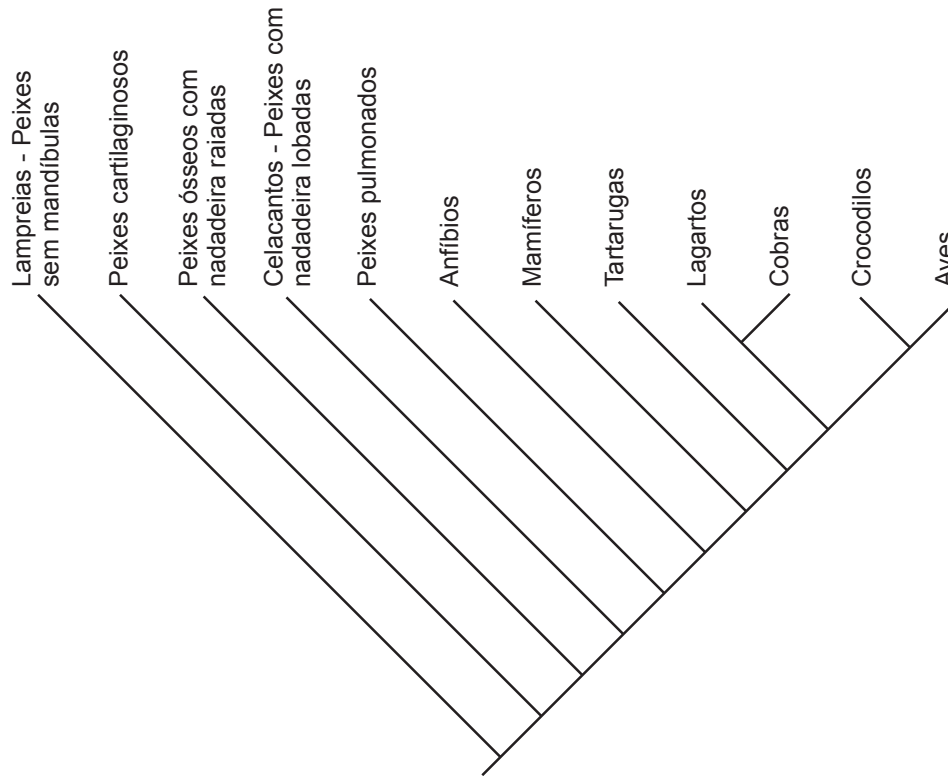 Lampreias - Peixes
sem mandíbulas
Peixes cartilaginosos
Peixes ósseos com
nadadeira raiadas
Celacantos - Peixes com
nadadeira lobadas
Peixes pulmonados
Anfíbios
Mamíferos
Tartarugas
Lagartos
Cobras
Crocodilos
Aves